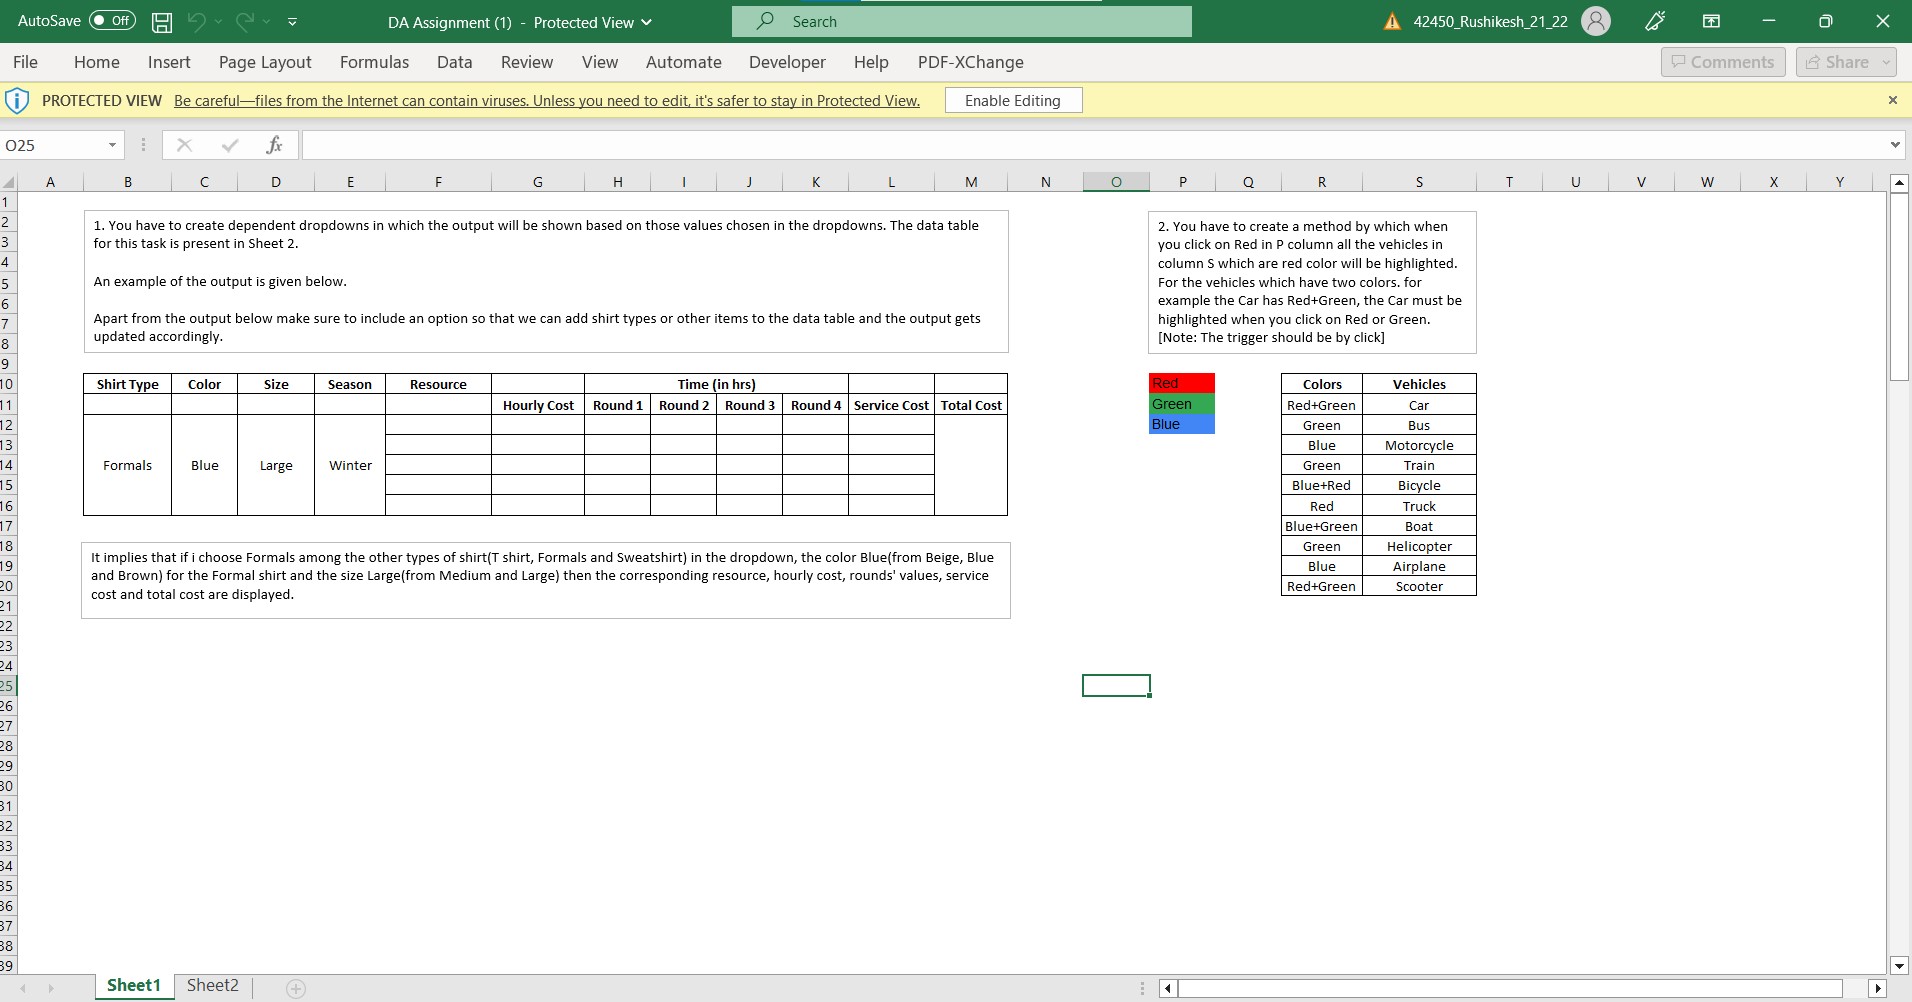 AutoSave Off DA Assignment (1) - Protected View Search 42450_Rushikesh_21_22
File Home Insert Page Layout Formulas Data Review View Automate Developer Help PDF-XChange Comments Share
PROTECTED VIEW Be careful—files from the Internet can contain viruses. Unless you need to edit, it's safer to stay in Protected View. Enable Editing
O25 fx
A B C D E F G H I J K L M N O P Q R S T U V W X Y
1. You have to create dependent dropdowns in which the output will be shown based on those values chosen in the dropdowns. The data table
for this task is present in Sheet 2.
An example of the output is given below.
Apart from the output below make sure to include an option so that we can add shirt types or other items to the data table and the output gets
updated accordingly.
2. You have to create a method by which when
you click on Red in P column all the vehicles in
column S which are red color will be highlighted.
For the vehicles which have two colors. for
example the Car has Red+Green, the Car must be
highlighted when you click on Red or Green.
[Note: The trigger should be by click]
Shirt Type Color Size Season Resource Time (in hrs)
Hourly Cost Round 1 Round 2 Round 3 Round 4 Service Cost Total Cost
Formals Blue Large Winter
Red
Green
Blue
Colors Vehicles
Red+Green Car
Green Bus
Blue Motorcycle
Green Train
Blue+Red Bicycle
Red Truck
Blue+Green Boat
Green Helicopter
Blue Airplane
Red+Green Scooter
It implies that if i choose Formals among the other types of shirt(T shirt, Formals and Sweatshirt) in the dropdown, the color Blue(from Beige, Blue
and Brown) for the Formal shirt and the size Large(from Medium and Large) then the corresponding resource, hourly cost, rounds' values, service
cost and total cost are displayed.
1
2
3
4
5
6
7
8
9
10
11
12
13
14
15
16
17
18
19
20
21
22
23
24
25
26
27
28
29
30
31
32
33
34
35
36
37
38
39
Sheet1 Sheet2